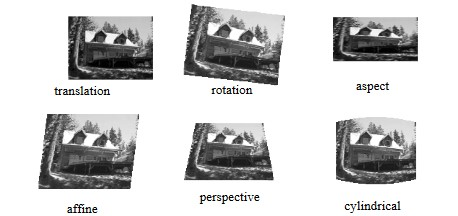 translation
rotation
aspect
affine
perspective
cylindrical